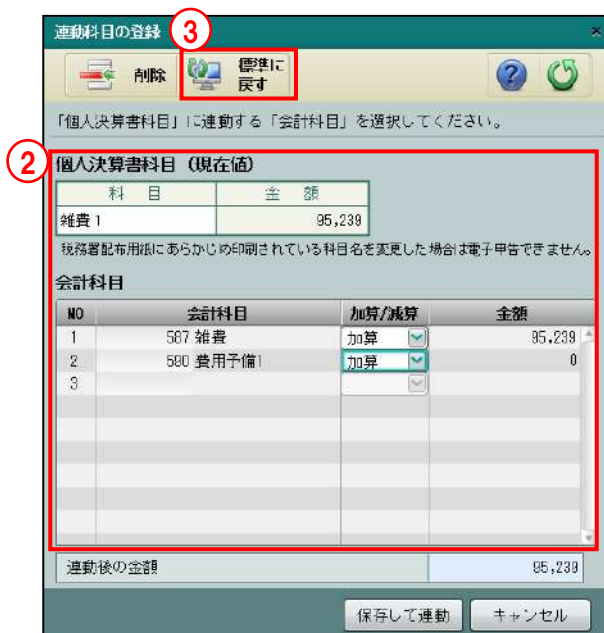 連動科目の登録
③
×
削除
標準に
戻す
?
「個人決算書科目」に連動する「会計科目」を選択してください。
②
個人決算書科目（現在値）
科 目 金 額
雑費1 95,239
税務署配布用紙にあらかじめ印刷されている科目名を変更した場合は電子申告できません。
会計科目
NO 会計科目 加算/減算 金額
1 587 雑費 加算 95,239
2 590 費用予備1 加算 0
3
連動後の金額 95,239
保存して連動 キャンセル